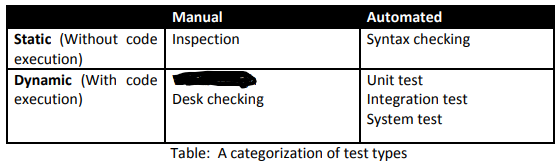 Manual Automated
Static (Without code execution) Inspection Syntax checking
Dynamic (With code execution) Desk checking Unit test
Integration test
System test
Table: A categorization of test types